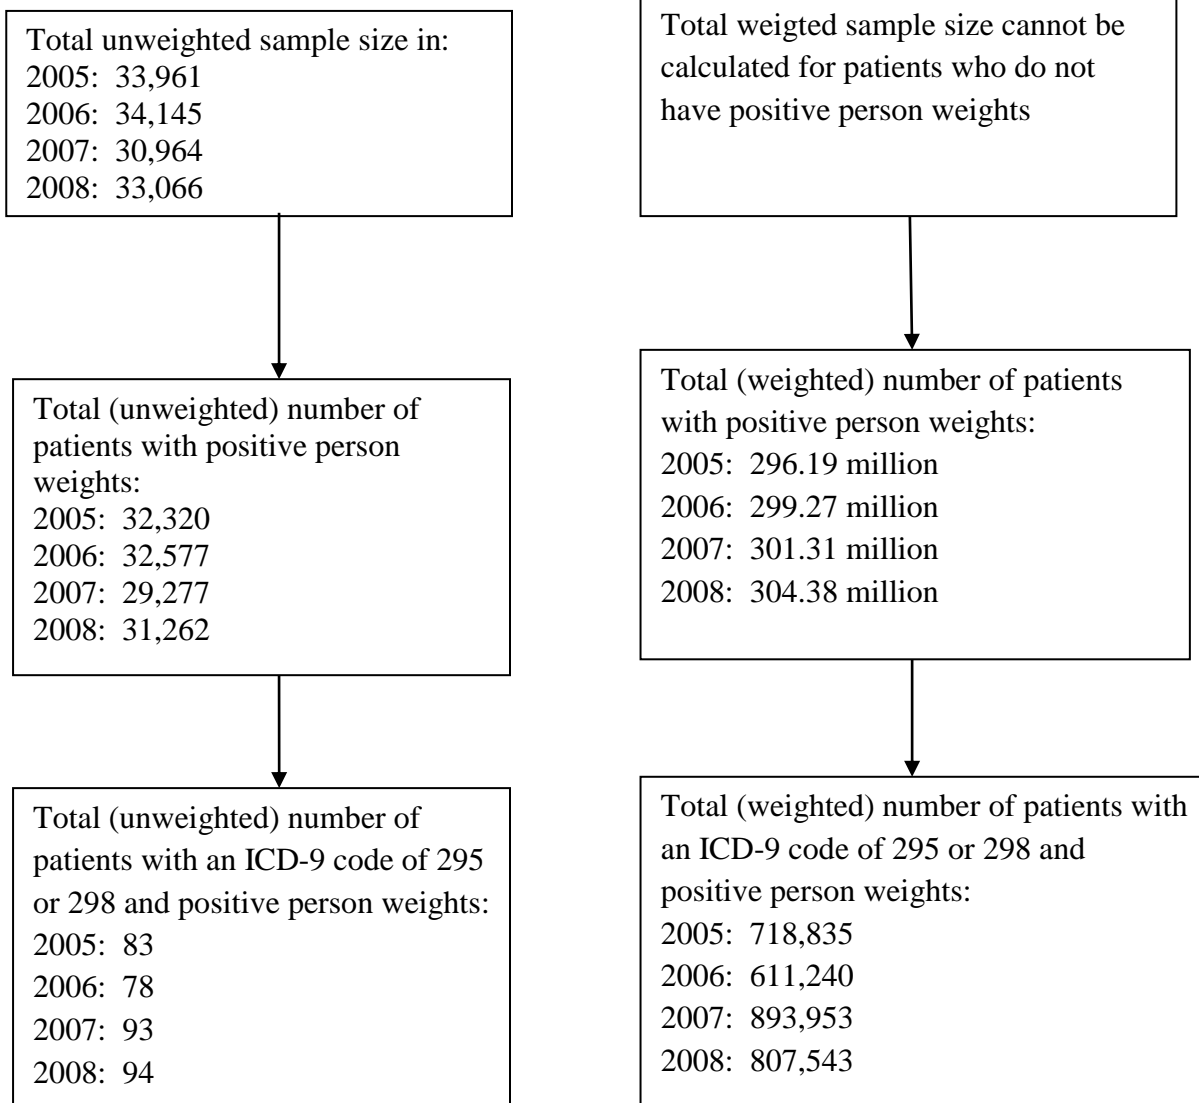 Total unweighted sample size in:
2005:  33,961
2006:  34,145
2007:  30,964
2008:  33,066
Total weigted sample size cannot be
calculated for patients who do not
have positive person weights
Total (unweighted) number of
patients with positive person
weights:
2005:  32,320
2006:  32,577
2007:  29,277
2008:  31,262
Total (weighted) number of patients
with positive person weights:
2005:  296.19 million
2006:  299.27 million
2007:  301.31 million
2008:  304.38 million
Total (unweighted) number of
patients with an ICD-9 code of 295
or 298 and positive person weights:
2005:  83
2006:  78
2007:  93
2008:  94
Total (weighted) number of patients with
an ICD-9 code of 295 or 298 and
positive person weights:
2005:  718,835
2006:  611,240
2007:  893,953
2008:  807,543